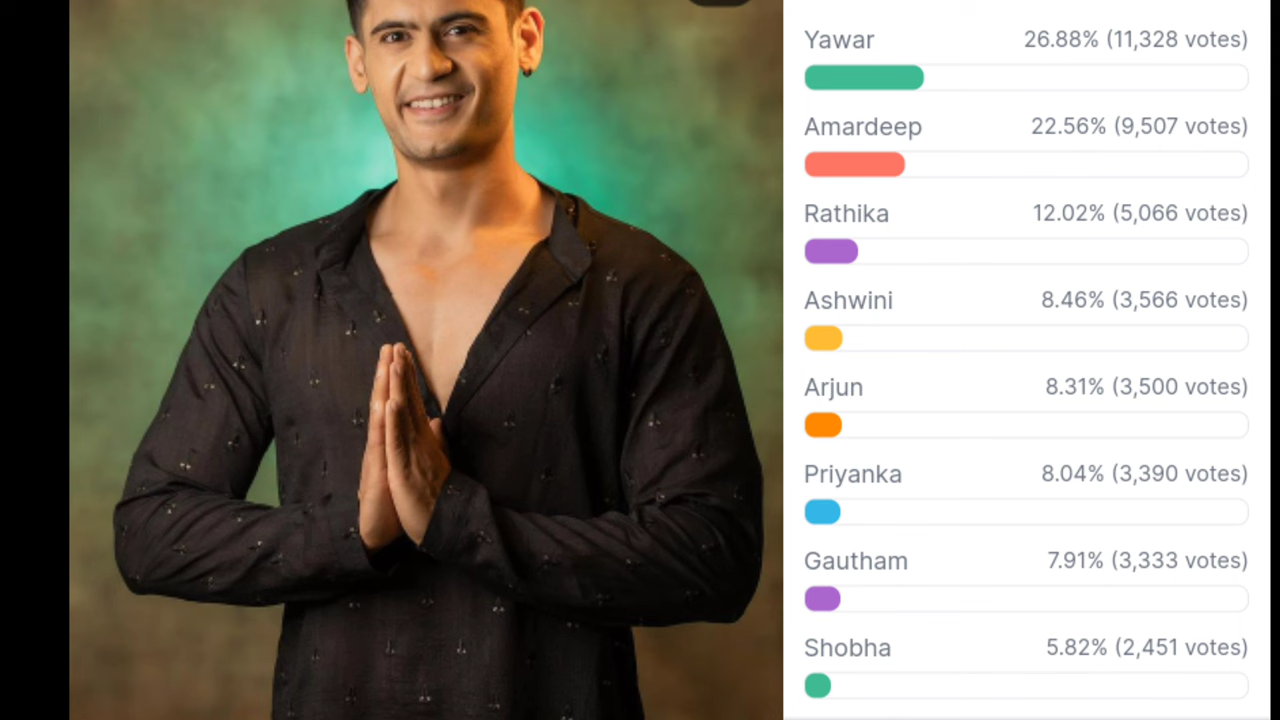 Yawar 26.88% (11,328 votes)
Amardeep 22.56% (9,507 votes)
Rathika 12.02% (5,066 votes)
Ashwini 8.46% (3,566 votes)
Arjun 8.31% (3,500 votes)
Priyanka 8.04% (3,390 votes)
Gautham 7.91% (3,333 votes)
Shobha 5.82% (2,451 votes)